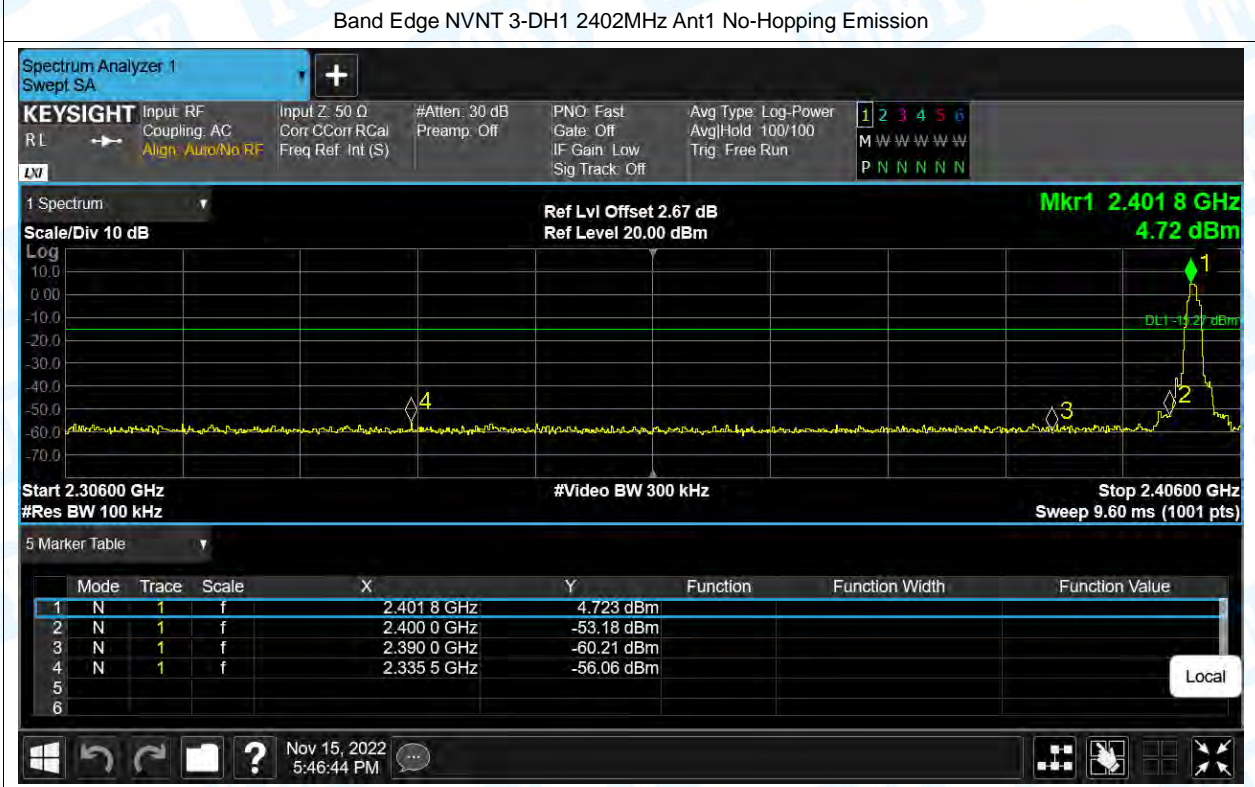 Band Edge NVNT 3-DH1 2402MHz Ant1 No-Hopping Emission
Spectrum Analyzer 1
Swept SA
+
KEYSIGHT Input: RF Input Z: 50 Ω #Atten: 30 dB PNO: Fast Avg Type: Log-Power 1 2 3 4 5 6
R L Coupling: AC Corr CCorr RCal Preamp: Off Gate: Off Avg|Hold: 100/100 M W W W W W
Align: Auto/No RF Freq Ref: Int (S) IF Gain: Low Trig: Free Run P N N N N N
LXI Sig Track: Off
1 Spectrum Ref Lvl Offset 2.67 dB Mkr1 2.401 8 GHz
Scale/Div 10 dB Ref Level 20.00 dBm 4.72 dBm
Log
10.0 1
0.00
-10.0 DL1 -15.27 dBm
-20.0
-30.0
-40.0
-50.0 4 3 2
-60.0
-70.0
Start 2.30600 GHz #Video BW 300 kHz Stop 2.40600 GHz
#Res BW 100 kHz Sweep 9.60 ms (1001 pts)
5 Marker Table
Mode Trace Scale X Y Function Function Width Function Value
1 N 1 f 2.401 8 GHz 4.723 dBm
2 N 1 f 2.400 0 GHz -53.18 dBm
3 N 1 f 2.390 0 GHz -60.21 dBm
4 N 1 f 2.335 5 GHz -56.06 dBm
5
6
Local
? Nov 15, 2022
5:46:44 PM